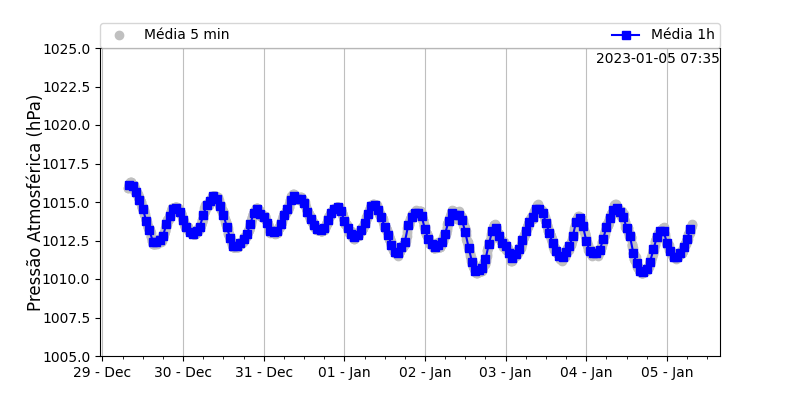 Média 5 min
Média 1h
2023-01-05 07:35
Pressão Atmosférica (hPa)
1025.0
1022.5
1020.0
1017.5
1015.0
1012.5
1010.0
1007.5
1005.0
29 - Dec
30 - Dec
31 - Dec
01 - Jan
02 - Jan
03 - Jan
04 - Jan
05 - Jan